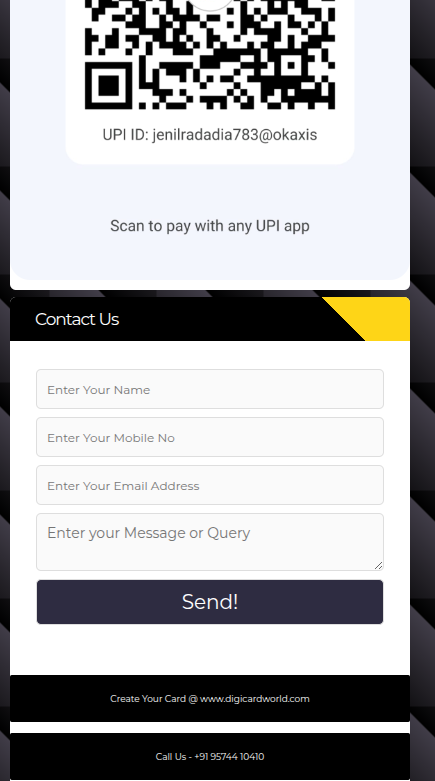 UPI ID: jenilradadia783@okaxis
Scan to pay with any UPI app
Contact Us
Enter Your Name
Enter Your Mobile No
Enter Your Email Address
Enter your Message or Query
Send!
Create Your Card @ www.digicardworld.com
Call Us - +91 95744 10410